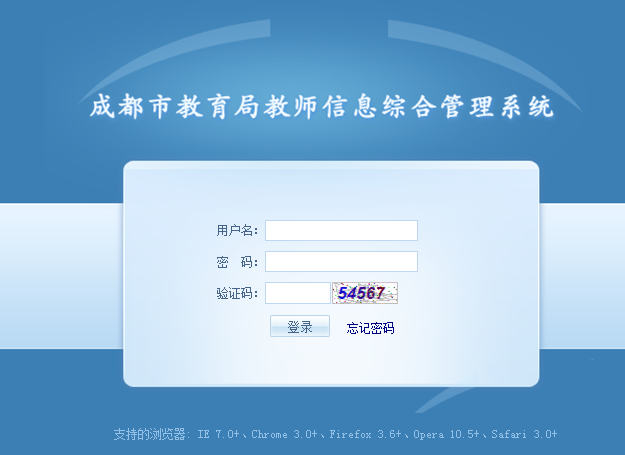 成都市教育局教师信息综合管理系统
用户名：
密　码：
验证码： 54567
登录 忘记密码
支持的浏览器: IE 7.0+、Chrome 3.0+、Firefox 3.6+、Opera 10.5+、Safari 3.0+